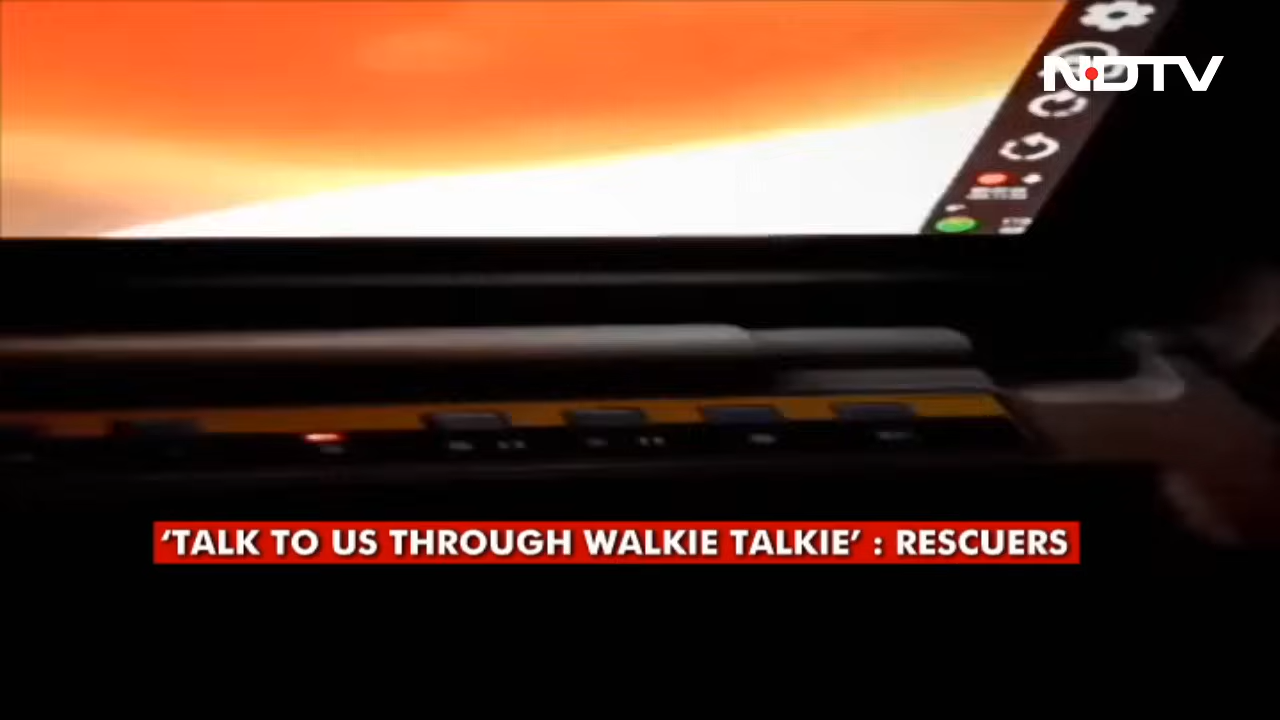 NDTV
‘TALK TO US THROUGH WALKIE TALKIE’ : RESCUERS